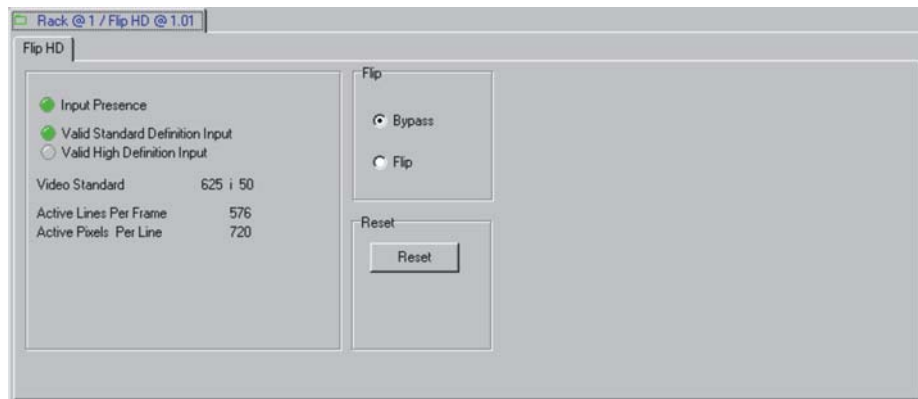 Rack @ 1 / Flip HD @ 1.01
Flip HD
Input Presence
Valid Standard Definition Input
Valid High Definition Input
Video Standard 625 i 50
Active Lines Per Frame 576
Active Pixels Per Line 720
Flip
Bypass
Flip
Reset
Reset